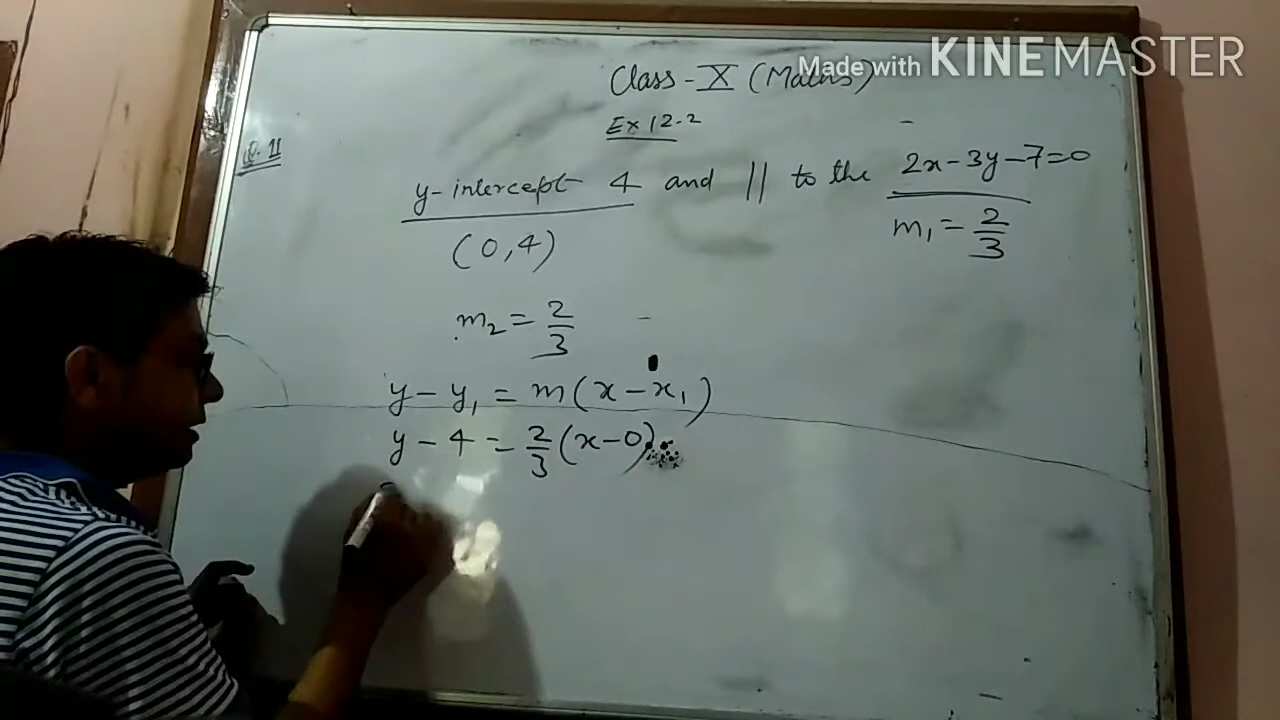 Made with KINEMASTER
Class-X (Maths)
Ex 12.2
Q.11
y-intercept 4 and || to the 2x-3y-7=0
(0,4)
m₁ = 2/3
m₂ = 2/3
y - y₁ = m(x - x₁)
y - 4 = 2/3 (x-0)